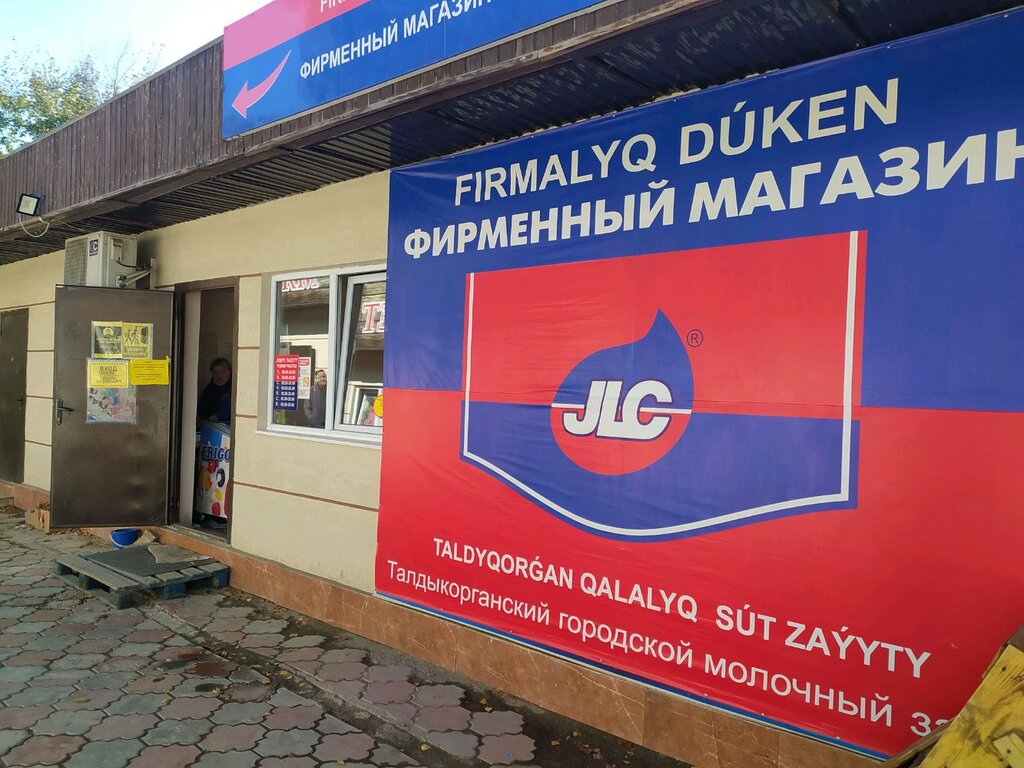 ФИРМЕННЫЙ МАГАЗИН
FIRMALYQ DÚKEN
ФИРМЕННЫЙ МАГАЗИН
®
JLC
TALDYQORǴAN QALALYQ SÚT ZAÝYTY
Талдыкорганский городской молочный
ВХОД